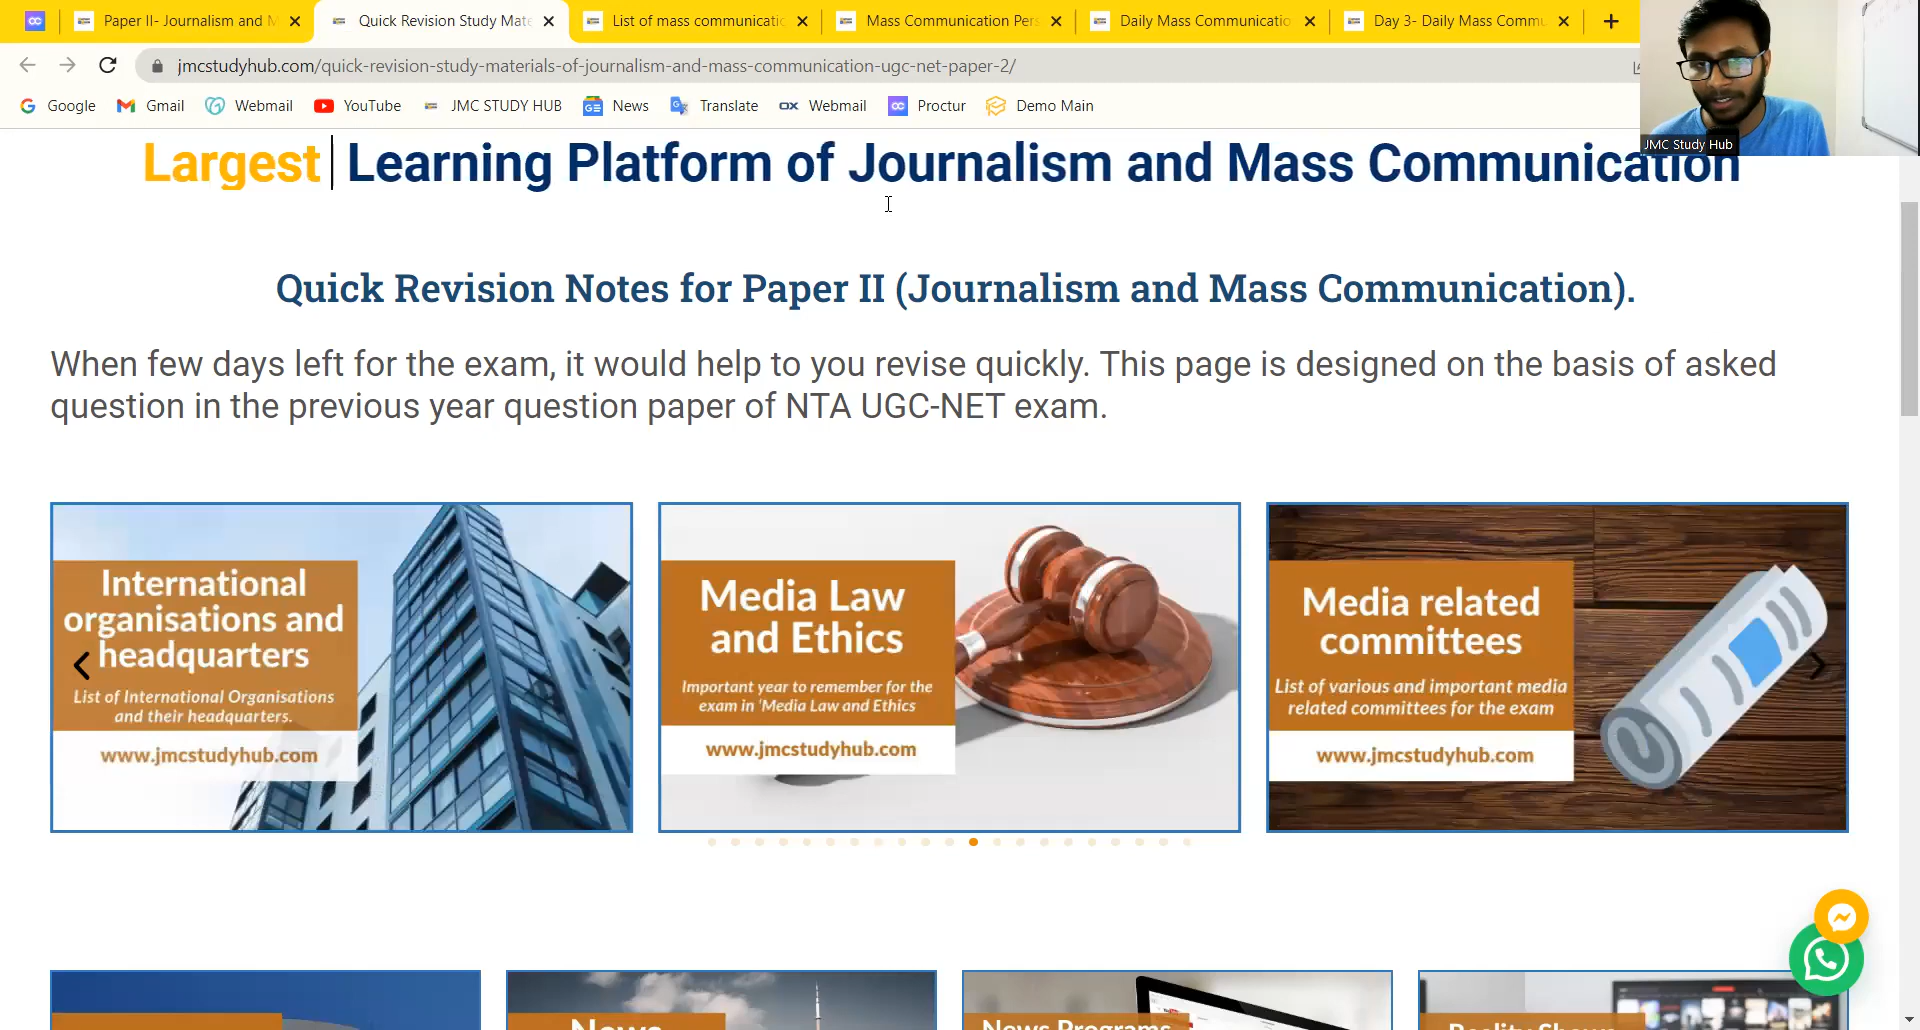 Paper II- Journalism and M
Quick Revision Study Mate
List of mass communicatio
Mass Communication Pers
Daily Mass Communicatio
Day 3- Daily Mass Commu
jmcstudyhub.com/quick-revision-study-materials-of-journalism-and-mass-communication-ugc-net-paper-2/
Google
Gmail
Webmail
YouTube
JMC STUDY HUB
News
Translate
Webmail
Proctur
Demo Main
JMC Study Hub
Largest Learning Platform of Journalism and Mass Communication
Quick Revision Notes for Paper II (Journalism and Mass Communication).
When few days left for the exam, it would help to you revise quickly. This page is designed on the basis of asked
question in the previous year question paper of NTA UGC-NET exam.
International
organisations and
headquarters
List of International Organisations
and their headquarters.
www.jmcstudyhub.com
Media Law
and Ethics
Important year to remember for the
exam in 'Media Law and Ethics
www.jmcstudyhub.com
Media related
committees
List of various and important media
related committees for the exam
www.jmcstudyhub.com
News
News Programs
Reality Shows